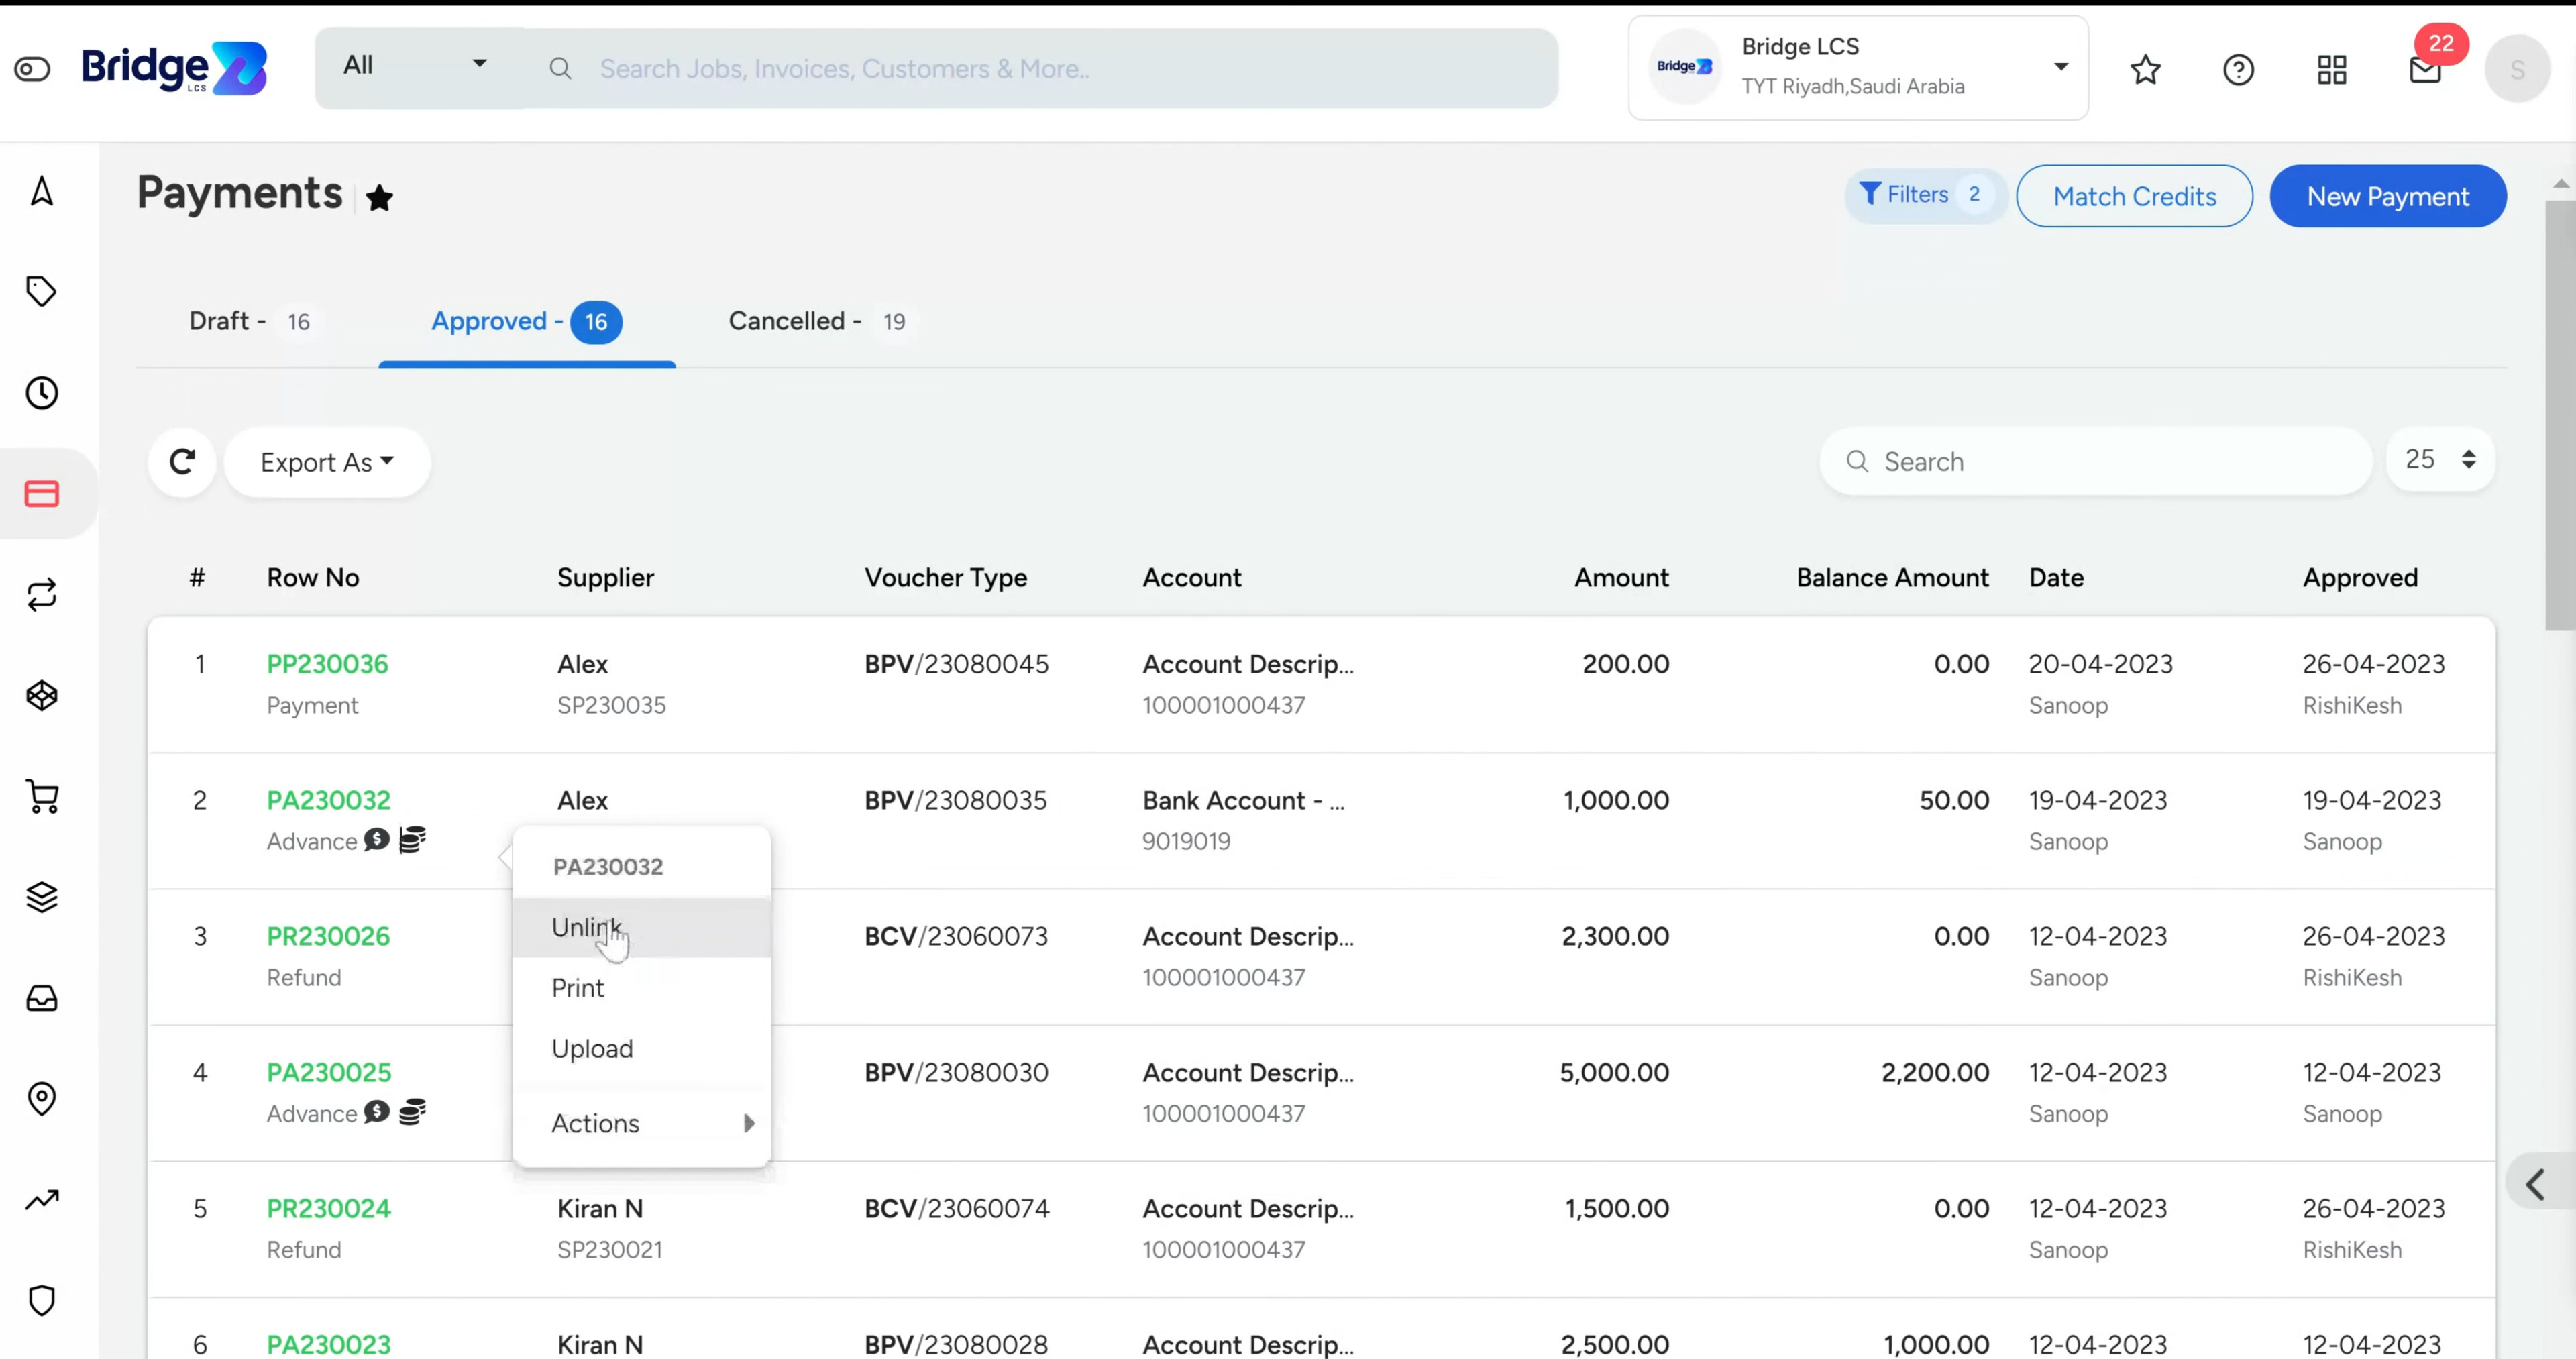 Bridge LCS
All
Search Jobs, Invoices, Customers & More..
Bridge
Bridge LCS
TYT Riyadh,Saudi Arabia
22
S
Payments
Filters 2
Match Credits
New Payment
Draft - 16
Approved - 16
Cancelled - 19
Export As
Search
25
# Row No Supplier Voucher Type Account Amount Balance Amount Date Approved
1 PP230036 Alex BPV/23080045 Account Descrip... 200.00 0.00 20-04-2023 26-04-2023
Payment SP230035 100001000437 Sanoop RishiKesh
2 PA230032 Alex BPV/23080035 Bank Account - ... 1,000.00 50.00 19-04-2023 19-04-2023
Advance 9019019 Sanoop Sanoop
PA230032
Unlink
Print
Upload
Actions
3 PR230026 BCV/23060073 Account Descrip... 2,300.00 0.00 12-04-2023 26-04-2023
Refund 100001000437 Sanoop RishiKesh
4 PA230025 BPV/23080030 Account Descrip... 5,000.00 2,200.00 12-04-2023 12-04-2023
Advance 100001000437 Sanoop Sanoop
5 PR230024 Kiran N BCV/23060074 Account Descrip... 1,500.00 0.00 12-04-2023 26-04-2023
Refund SP230021 100001000437 Sanoop RishiKesh
6 PA230023 Kiran N BPV/23080028 Account Descrip... 2,500.00 1,000.00 12-04-2023 12-04-2023